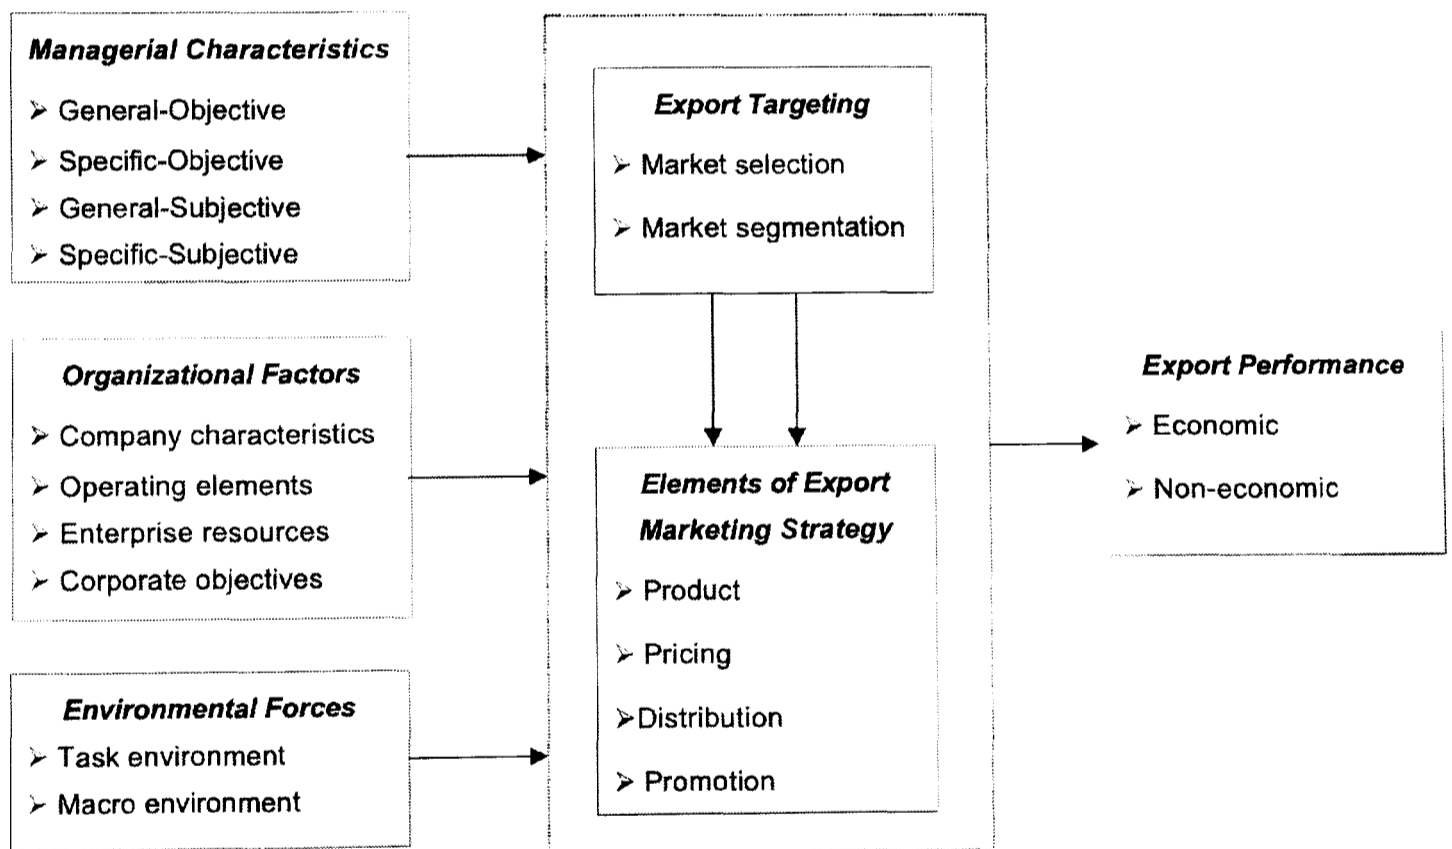 Managerial Characteristics
➢ General-Objective
➢ Specific-Objective
➢ General-Subjective
➢ Specific-Subjective
Organizational Factors
➢ Company characteristics
➢ Operating elements
➢ Enterprise resources
➢ Corporate objectives
Environmental Forces
➢ Task environment
➢ Macro environment
Export Targeting
➢ Market selection
➢ Market segmentation
Elements of Export
Marketing Strategy
➢ Product
➢ Pricing
➢Distribution
➢ Promotion
Export Performance
➢ Economic
➢ Non-economic